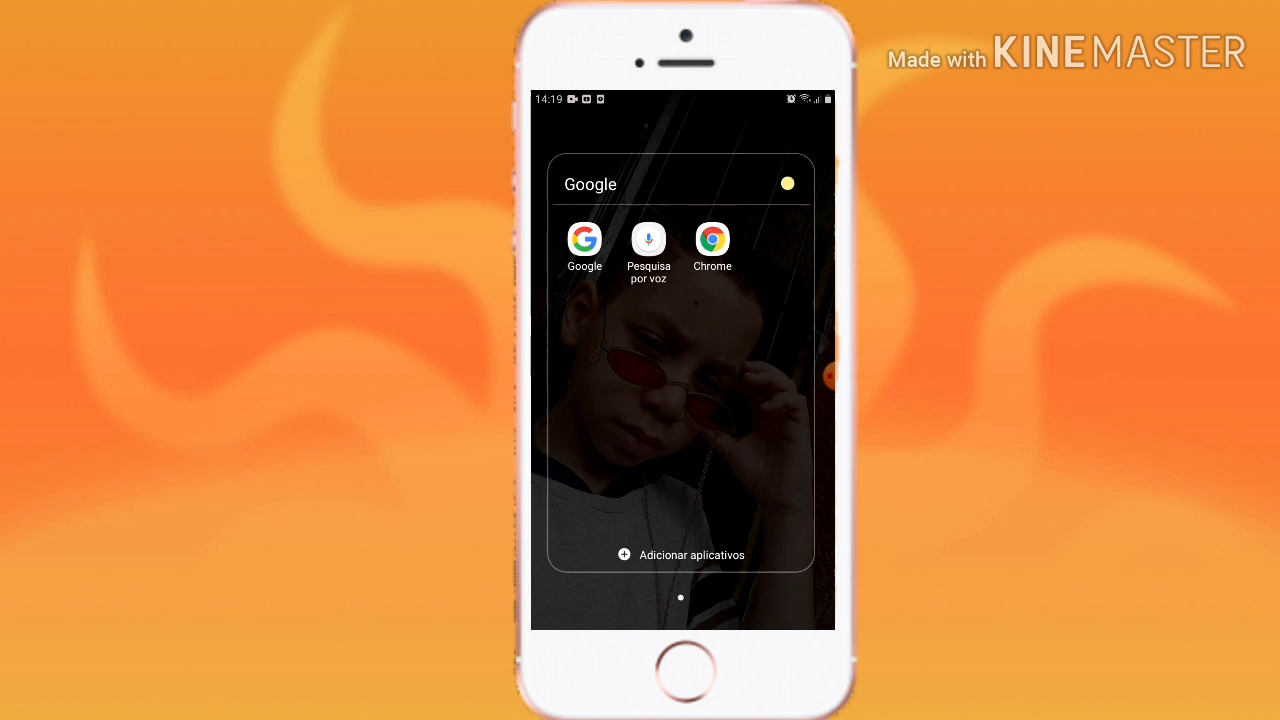 Made with KINEMASTER
14:19
Google
Google
Pesquisa
por voz
Chrome
Adicionar aplicativos